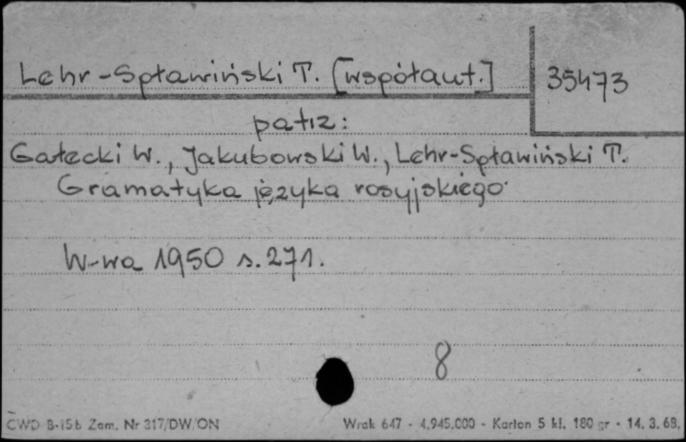 Lehr-Spławiński T. [współaut.]
35473
patrz:
Gałecki W., Jakubowski W., Lehr-Spławiński T.
Gramatyka języka rosyjskiego.
W-wa 1950 s. 271.
8
CWD B-15b Zam. Nr 317/DW/ON
Wrak 647 - 4.945.000 - Karton 5 kl. 180 gr - 14. 3. 68.